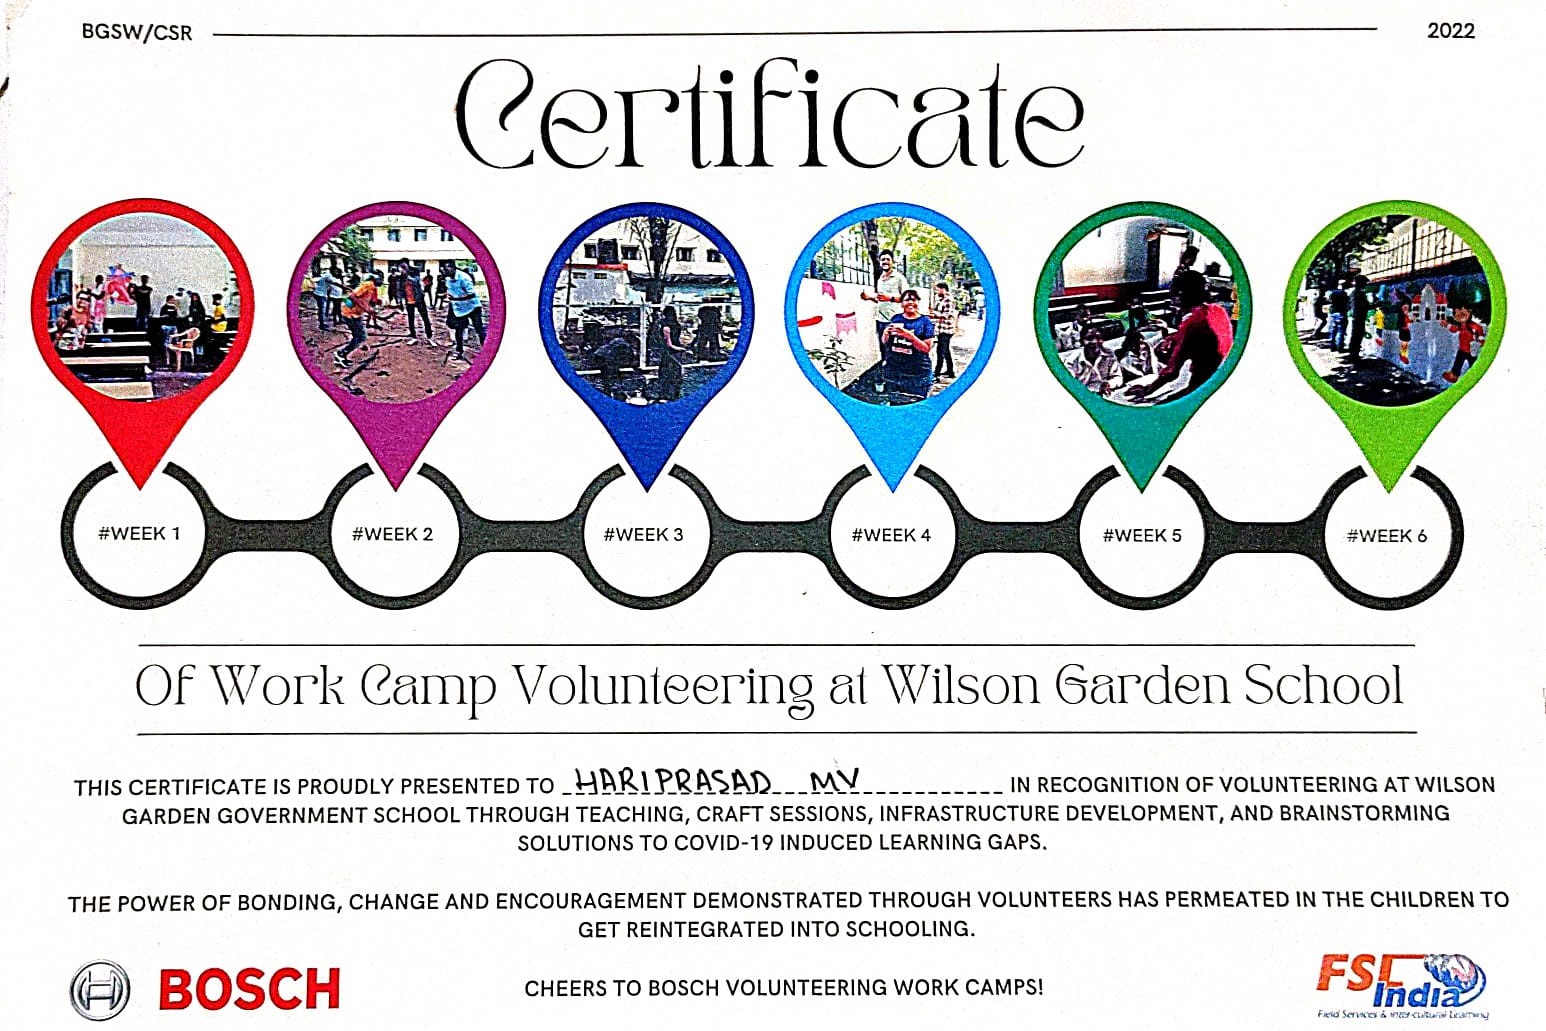 BGSW/CSR
2022
Certificate
#WEEK 1
#WEEK 2
#WEEK 3
#WEEK 4
#WEEK 5
#WEEK 6
Of Work Camp Volunteering at Wilson Garden School
THIS CERTIFICATE IS PROUDLY PRESENTED TO HARIPRASAD MV IN RECOGNITION OF VOLUNTEERING AT WILSON
GARDEN GOVERNMENT SCHOOL THROUGH TEACHING, CRAFT SESSIONS, INFRASTRUCTURE DEVELOPMENT, AND BRAINSTORMING
SOLUTIONS TO COVID-19 INDUCED LEARNING GAPS.
THE POWER OF BONDING, CHANGE AND ENCOURAGEMENT DEMONSTRATED THROUGH VOLUNTEERS HAS PERMEATED IN THE CHILDREN TO
GET REINTEGRATED INTO SCHOOLING.
BOSCH
CHEERS TO BOSCH VOLUNTEERING WORK CAMPS!
FSL
India
Field Services & Inter-cultural Learning